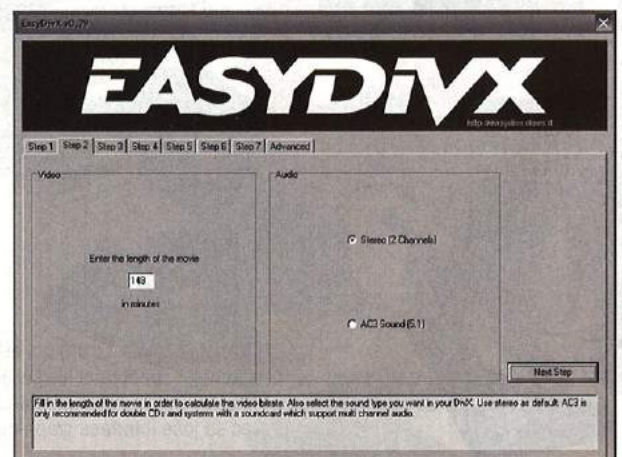 EasyDivX v0.79
EASYDiVX
Step 1 Step 2 Step 3 Step 4 Step 5 Step 6 Step 7 Advanced
Video
Audio
Stereo (2 Channels)
Enter the length of the movie
in minutes
AC3 Sound (5.1)
Next Step
Fill in the length of the movie in order to calculate the video bitrate. Also select the sound type you want in your DivX. Use stereo as default. AC3 is
only recommended for double CDs and systems with a soundcard which support multi channel audio.